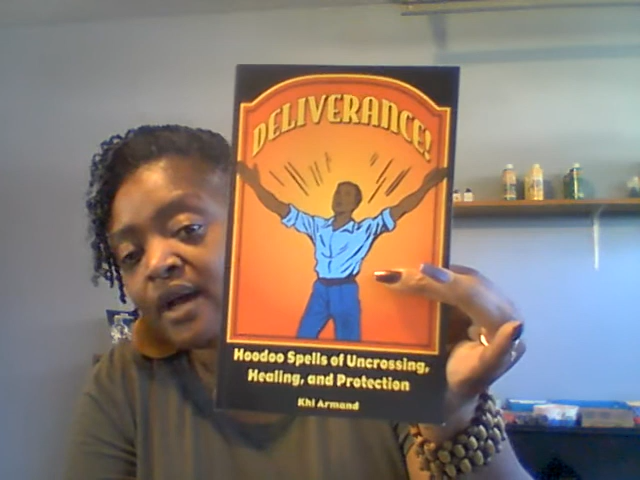 DELIVERANCE!
Hoodoo Spells of Uncrossing,
Healing, and Protection
Khi Armand